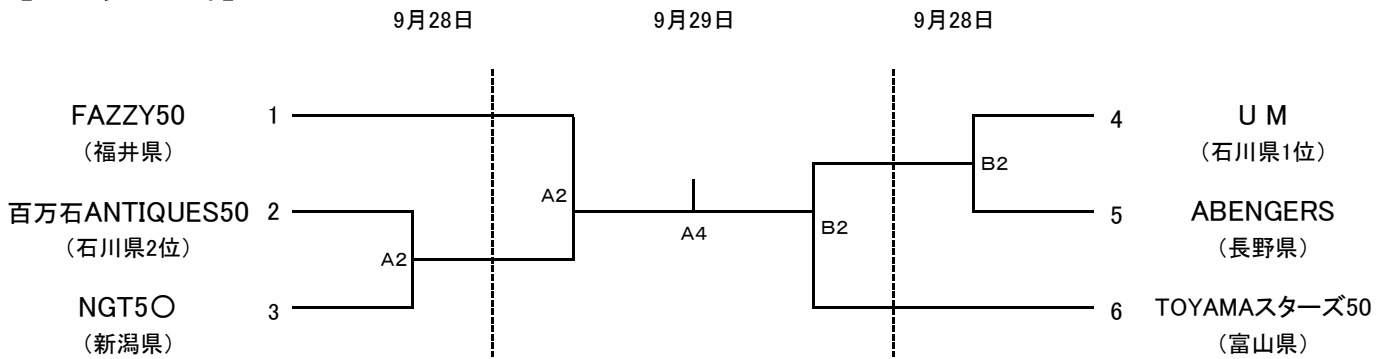 9月28日 9月29日 9月28日
FAZZY50 1
（福井県）
百万石ANTIQUES50 2
（石川県2位）
NGT5〇 3
（新潟県）
A2
A2
A4
B2
B2
4 U M
（石川県1位）
5 ABENGERS
（長野県）
6 TOYAMAスターズ50
（富山県）